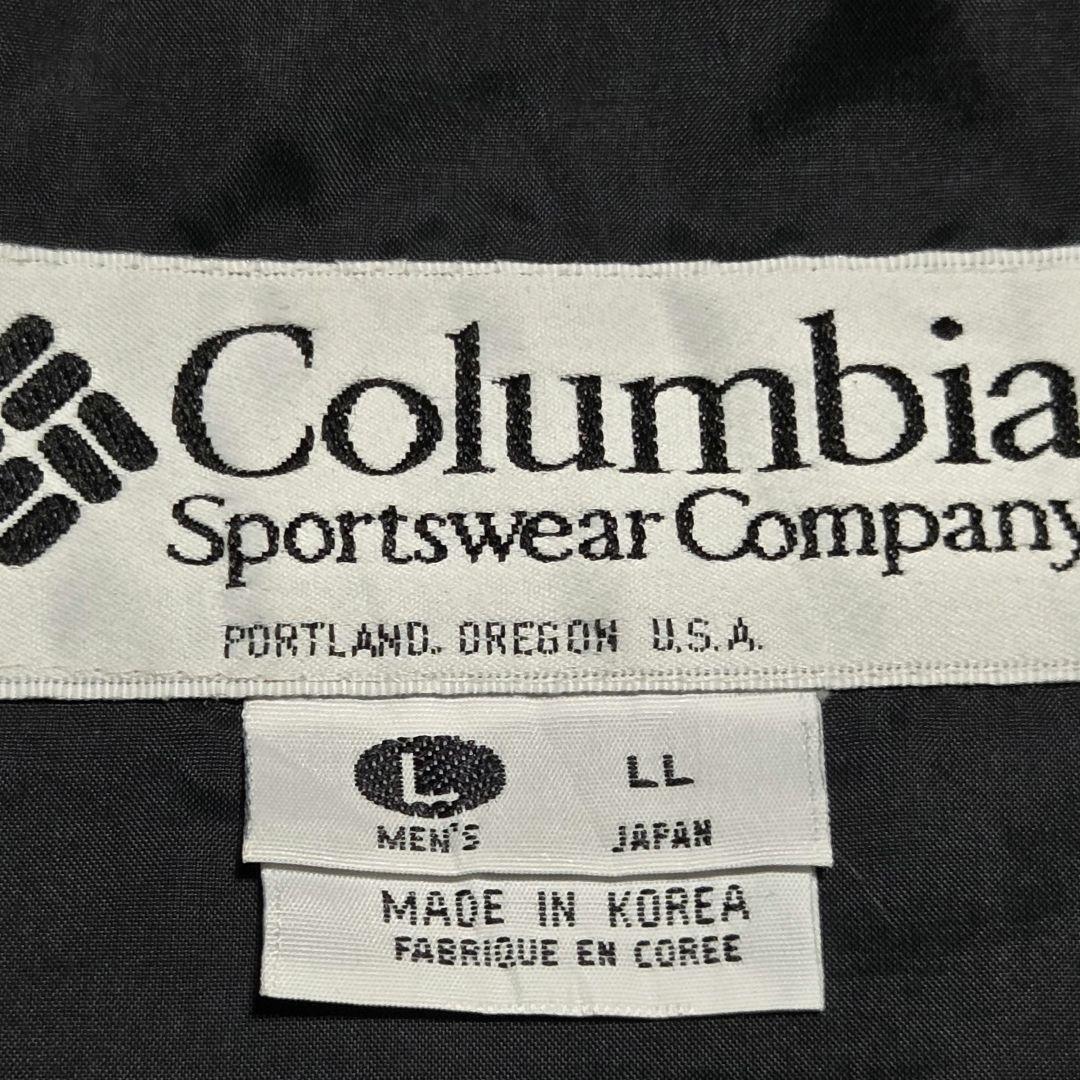 Columbia
Sportswear Company
PORTLAND. OREGON U.S.A.
L LL
MEN'S JAPAN
MADE IN KOREA
FABRIQUE EN COREE